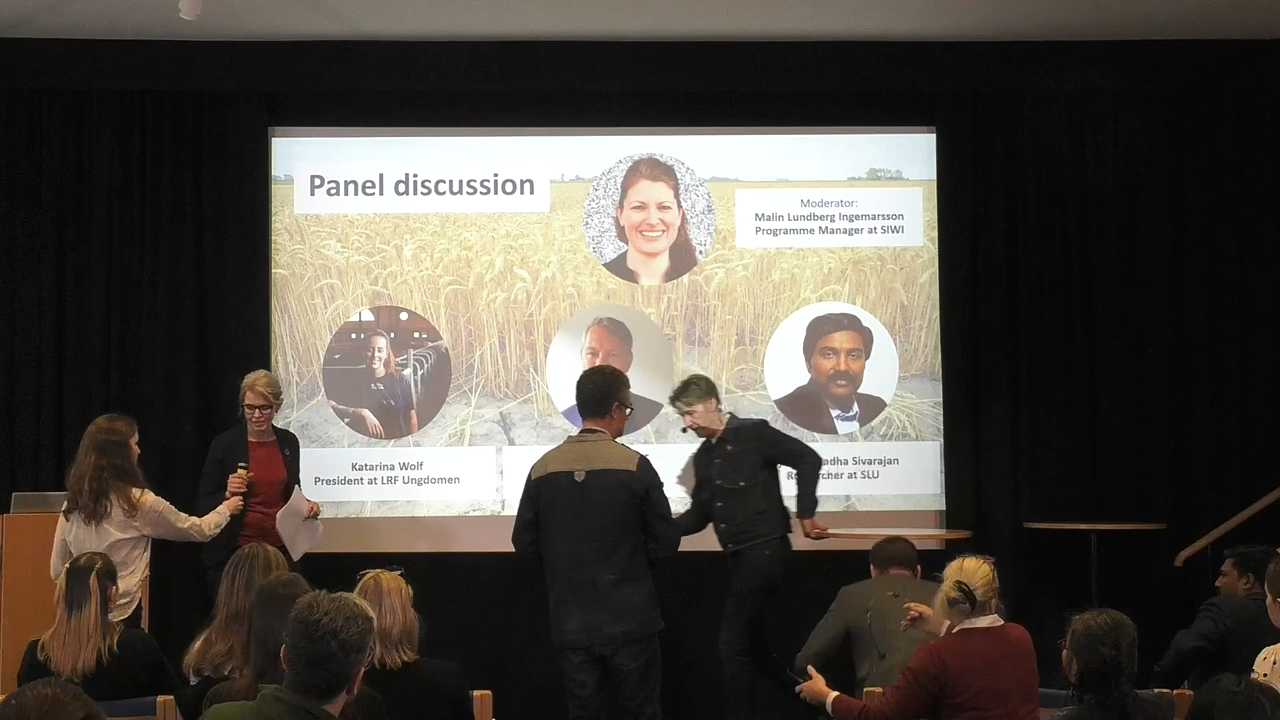 Panel discussion
Moderator:
Malin Lundberg Ingemarsson
Programme Manager at SIWI
Katarina Wolf
President at LRF Ungdomen
Sivarajan
at SLU